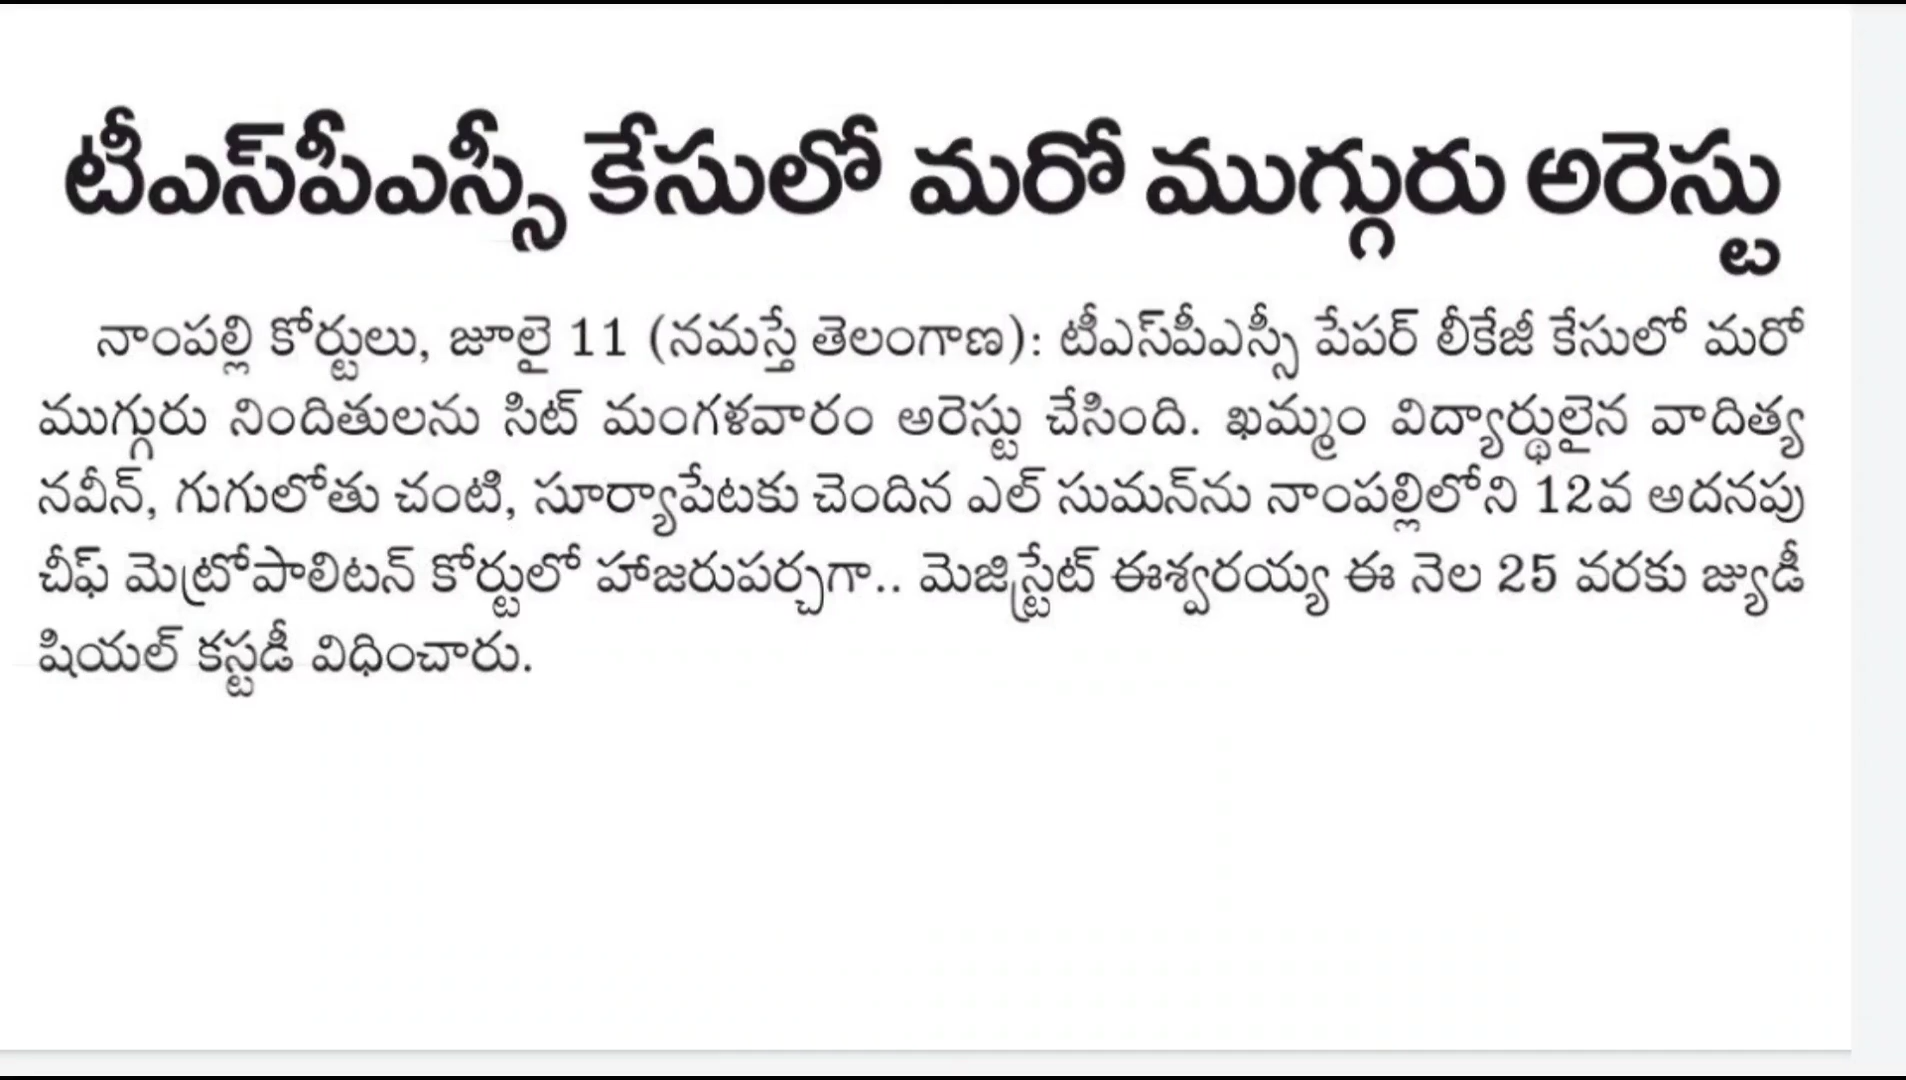 టీఎస్‌పీఎస్సీ కేసులో మరో ముగ్గురు అరెస్టు
నాంపల్లి కోర్టులు, జూలై 11 (నమస్తే తెలంగాణ): టీఎస్‌పీఎస్సీ పేపర్ లీకేజీ కేసులో మరో
ముగ్గురు నిందితులను సిట్ మంగళవారం అరెస్టు చేసింది. ఖమ్మం విద్యార్థులైన వాదిత్య
నవీన్, గుగులోతు చంటి, సూర్యాపేటకు చెందిన ఎల్ సుమన్‌ను నాంపల్లిలోని 12వ అదనపు
చీఫ్ మెట్రోపాలిటన్ కోర్టులో హాజరుపర్చగా.. మెజిస్ట్రేట్ ఈశ్వరయ్య ఈ నెల 25 వరకు జ్యుడీ
షియల్ కస్టడీ విధించారు.